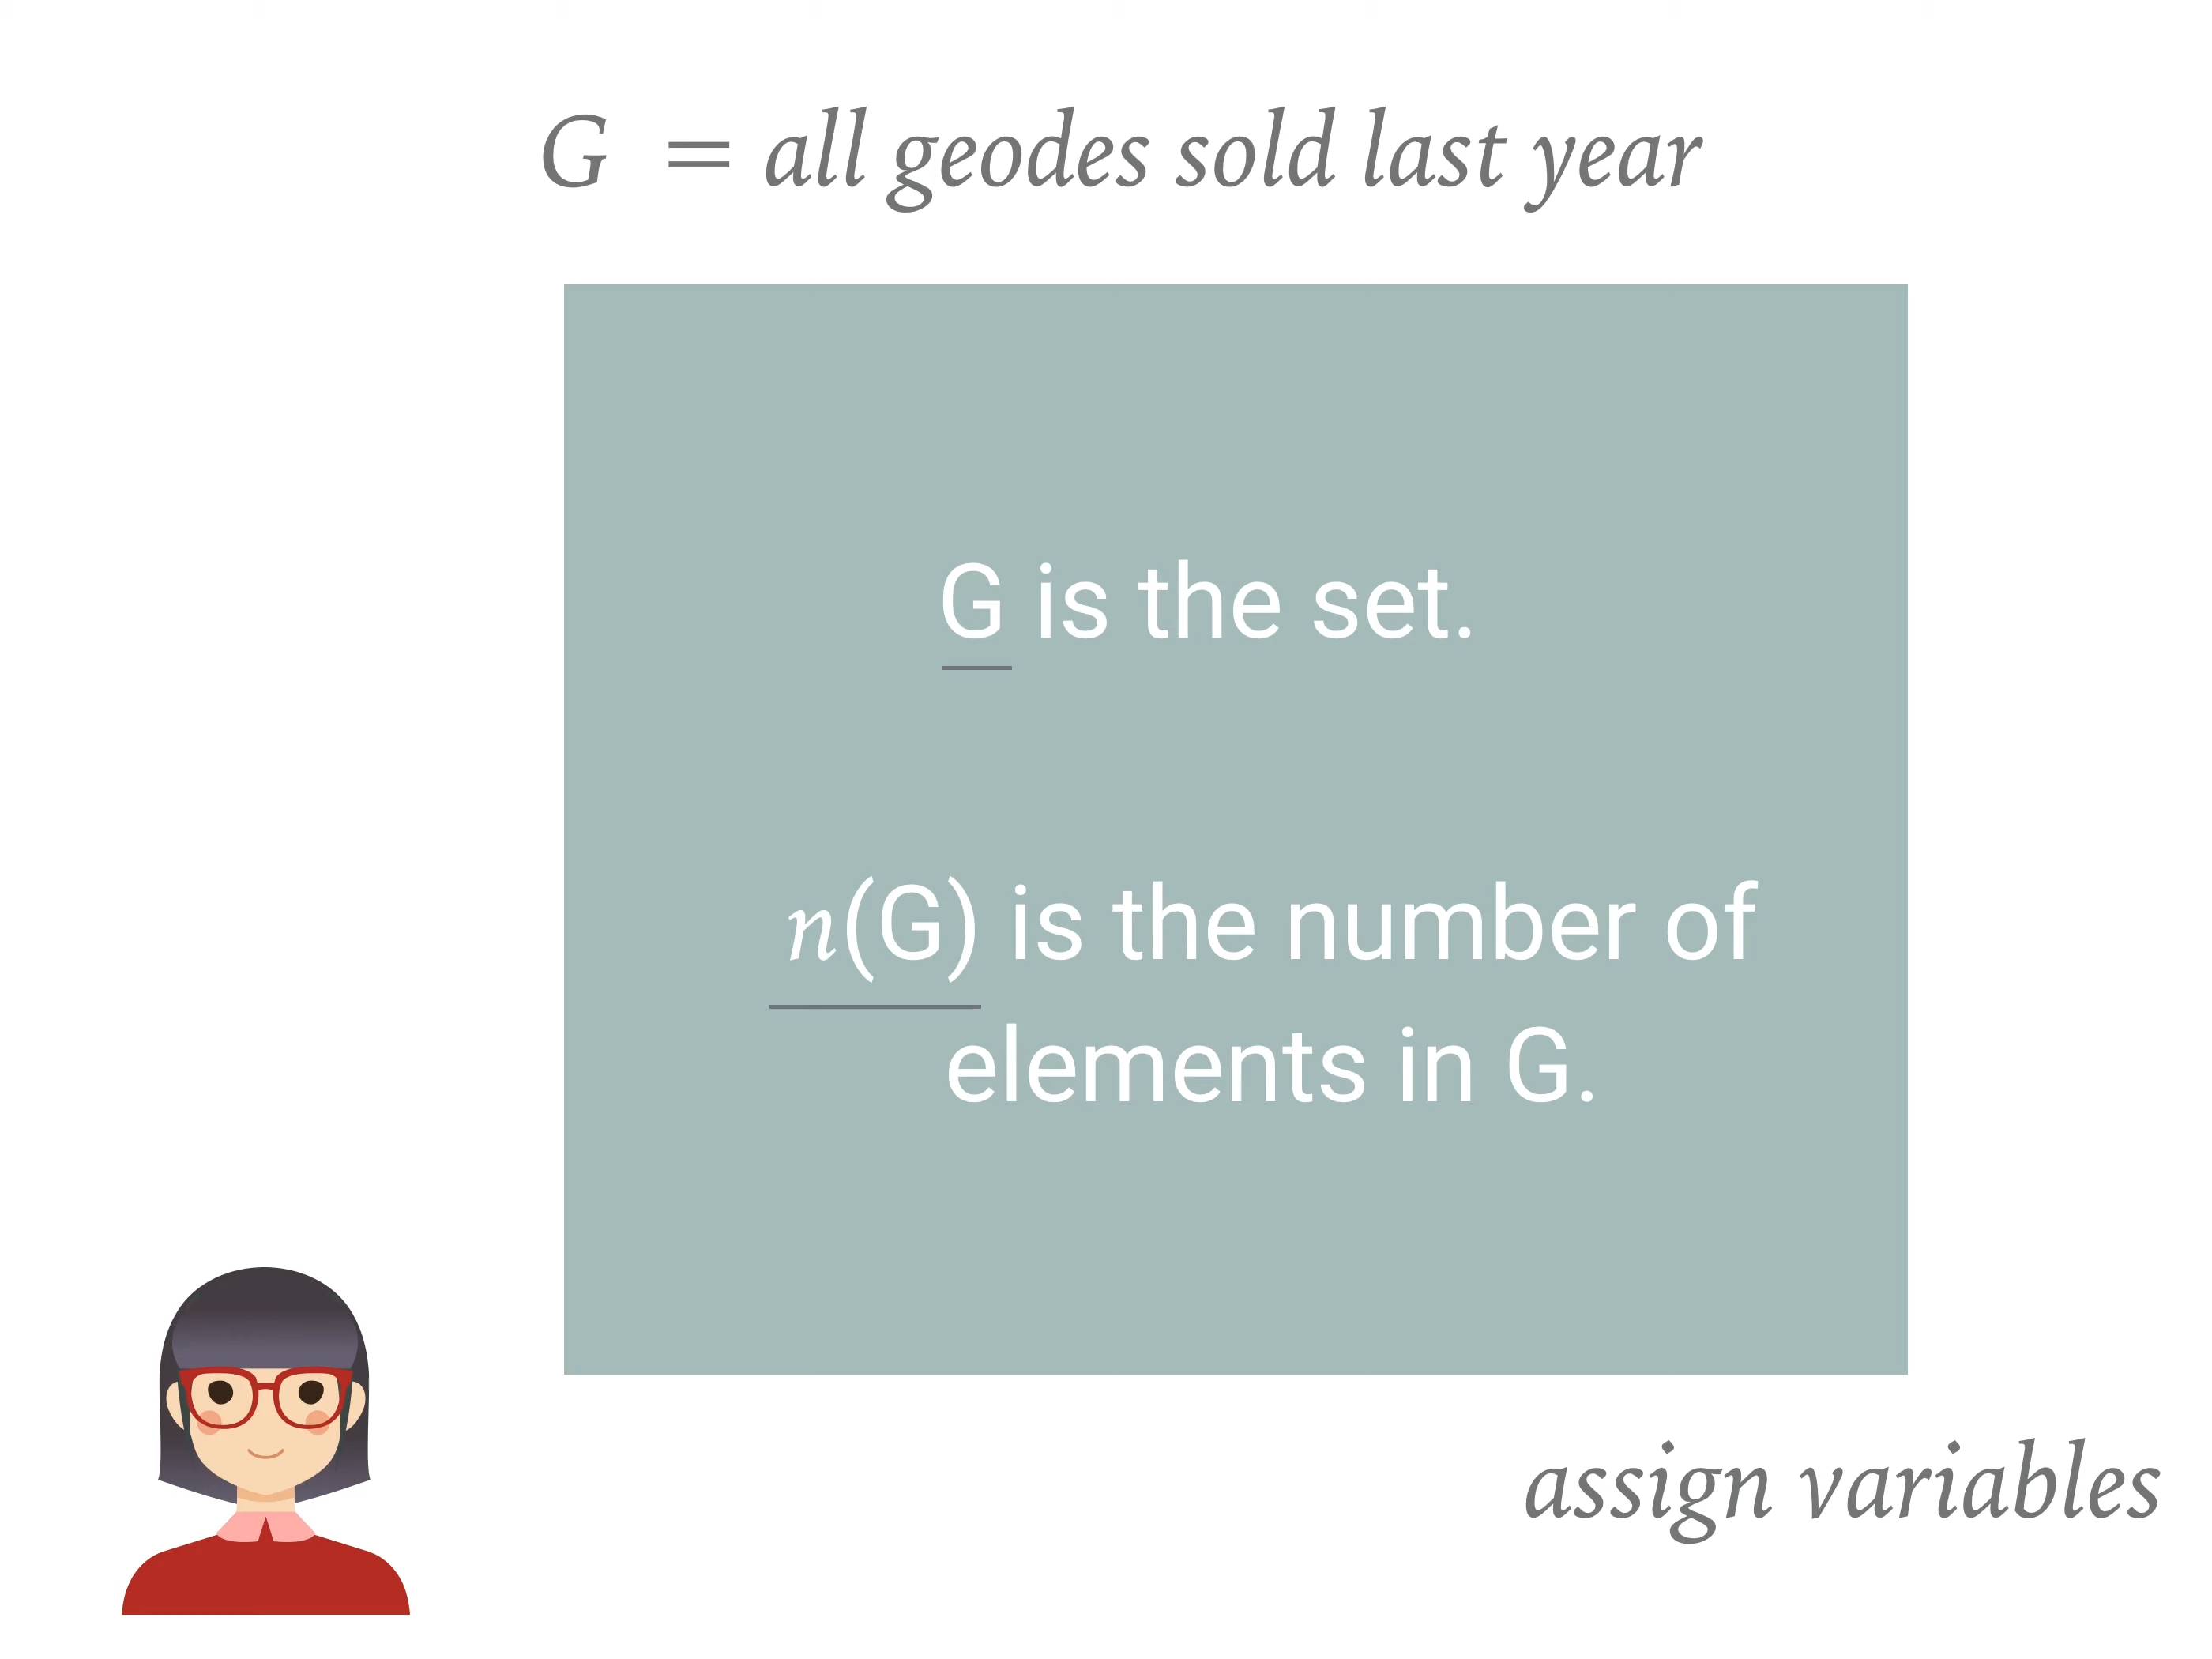 G = all geodes sold last year
G is the set.
n(G) is the number of
elements in G.
assign variables